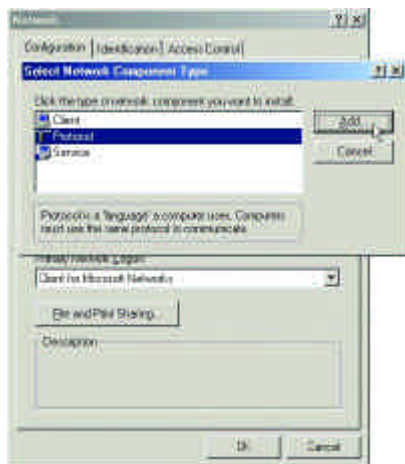 Network
Configuration Identification Access Control
Select Network Component Type
Click the type of network component you want to install:
Client
Protocol
Service
Add...
Cancel
Protocol is a 'language' a computer uses. Computers
must use the same protocol to communicate.
Primary Network Logon:
Client for Microsoft Networks
File and Print Sharing...
Description
OK
Cancel